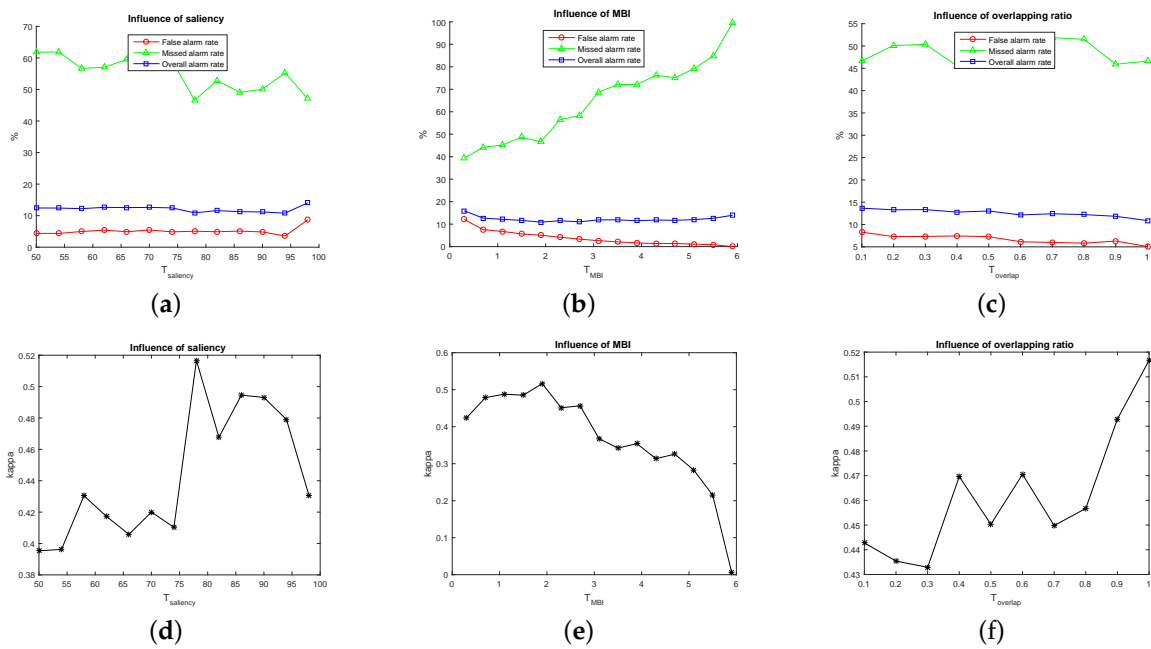 Influence of saliency
70
60
50
40
30
20
10
0
%
False alarm rate
Missed alarm rate
Overall alarm rate
50 55 60 65 70 75 80 85 90 95 100
T_saliency
(a)
Influence of MBI
100
90
80
70
60
50
40
30
20
10
0
%
False alarm rate
Missed alarm rate
Overall alarm rate
0 1 2 3 4 5 6
T_MBI
(b)
Influence of overlapping ratio
55
50
45
40
35
30
25
20
15
10
5
%
False alarm rate
Missed alarm rate
Overall alarm rate
0.1 0.2 0.3 0.4 0.5 0.6 0.7 0.8 0.9 1
T_overlap
(c)
Influence of saliency
0.52
0.5
0.48
0.46
0.44
0.42
0.4
0.38
kappa
50 55 60 65 70 75 80 85 90 95 100
T_saliency
(d)
Influence of MBI
0.6
0.5
0.4
0.3
0.2
0.1
0
kappa
0 1 2 3 4 5 6
T_MBI
(e)
Influence of overlapping ratio
0.52
0.51
0.5
0.49
0.48
0.47
0.46
0.45
0.44
0.43
kappa
0.1 0.2 0.3 0.4 0.5 0.6 0.7 0.8 0.9 1
T_overlap
(f)